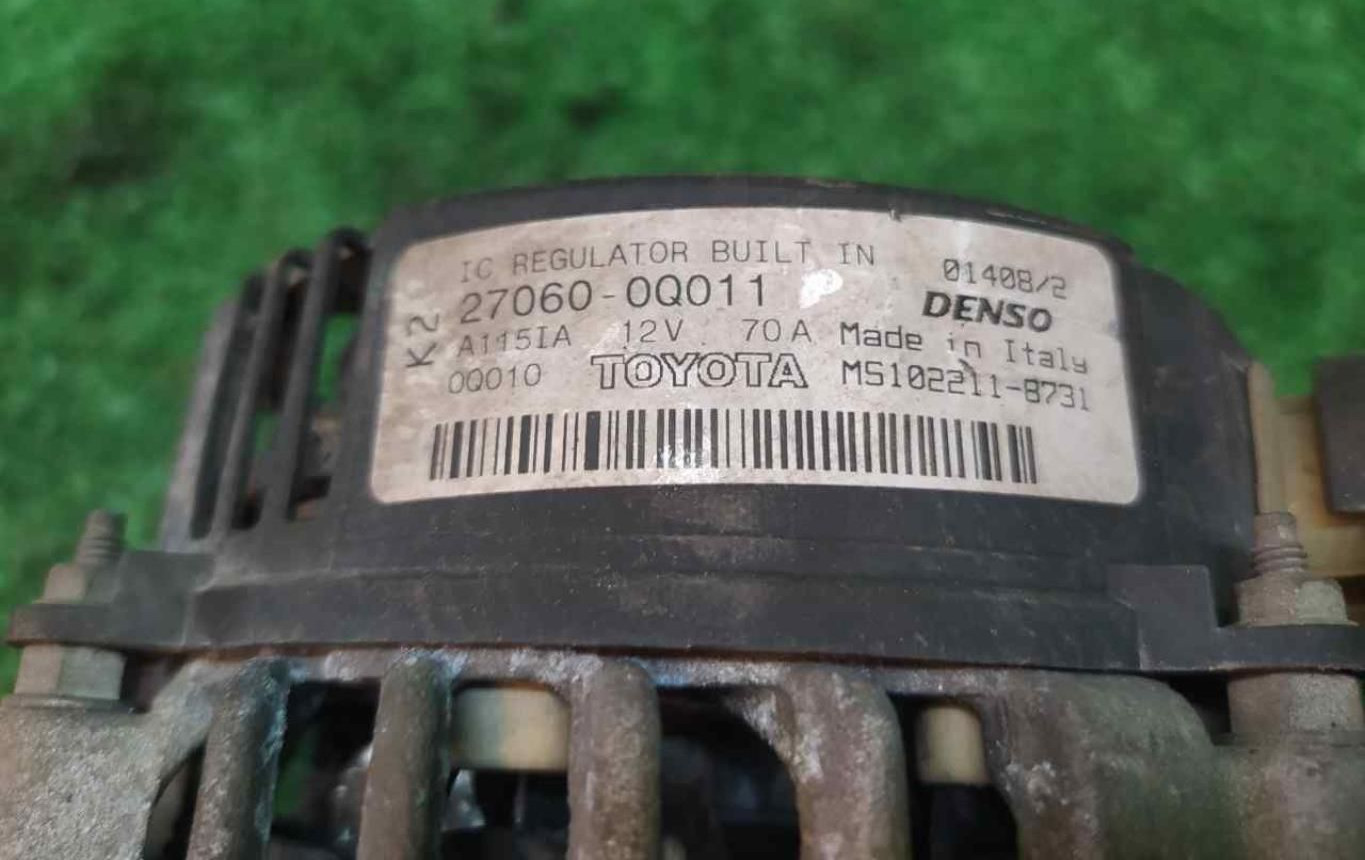 IC REGULATOR BUILT IN
01408/2
27060-0Q011
DENSO
K2
A115IA 12V 70A Made in Italy
0Q010 TOYOTA MS102211-8731